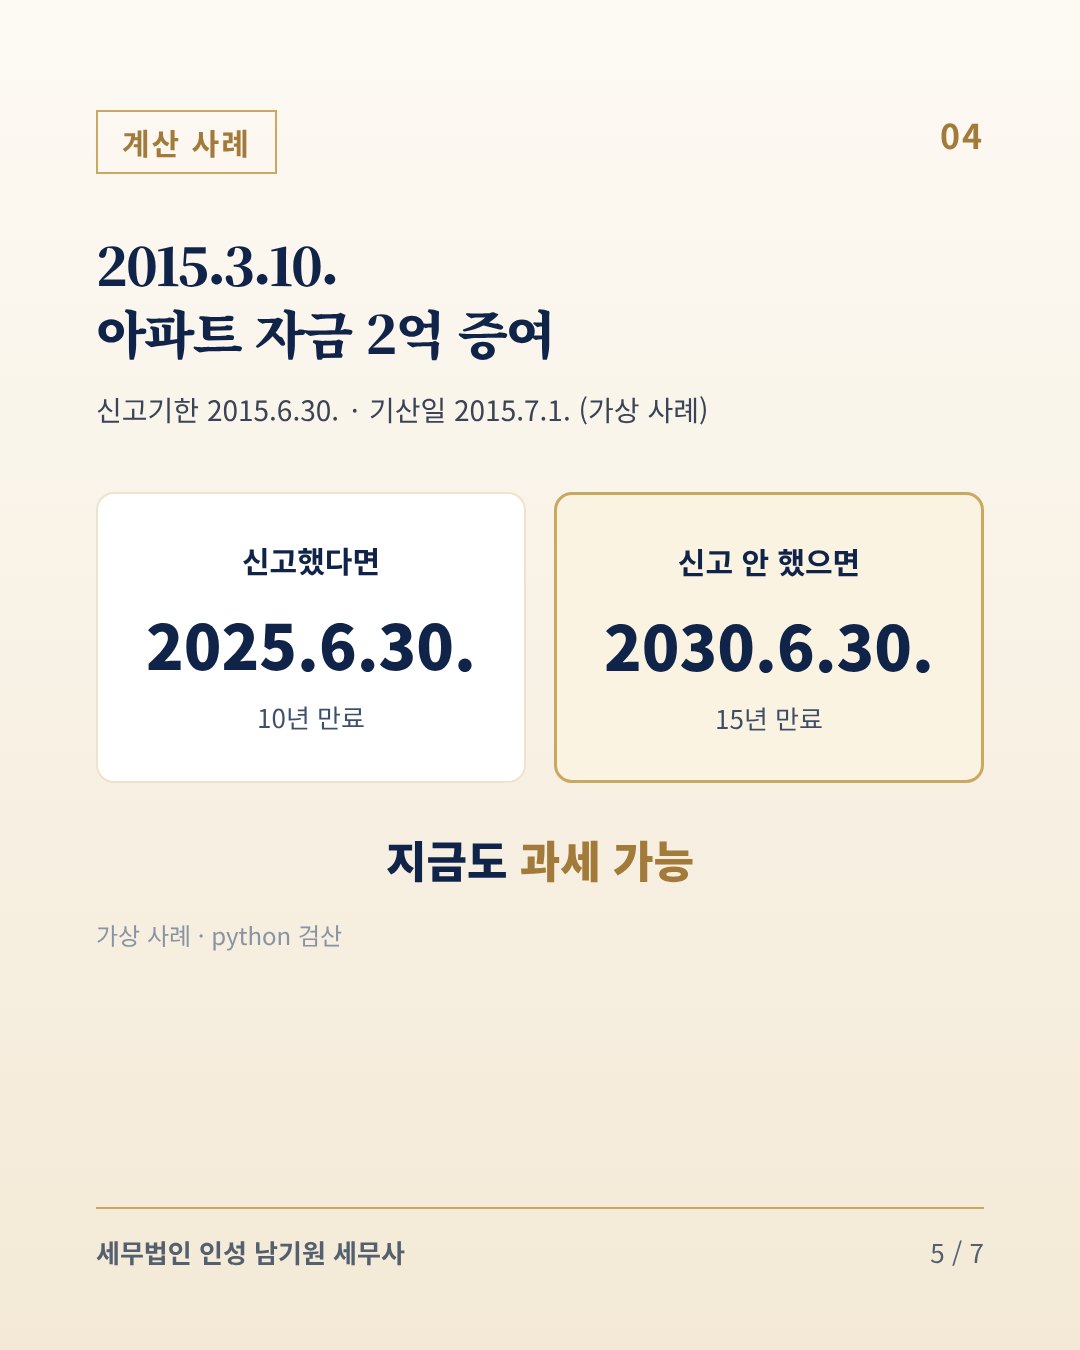 계산 사례
04
2015.3.10.
아파트 자금 2억 증여
신고기한 2015.6.30. · 기산일 2015.7.1. (가상 사례)
신고했다면
2025.6.30.
10년 만료
신고 안 했으면
2030.6.30.
15년 만료
지금도 과세 가능
가상 사례 · python 검산
세무법인 인성 남기원 세무사
5 / 7